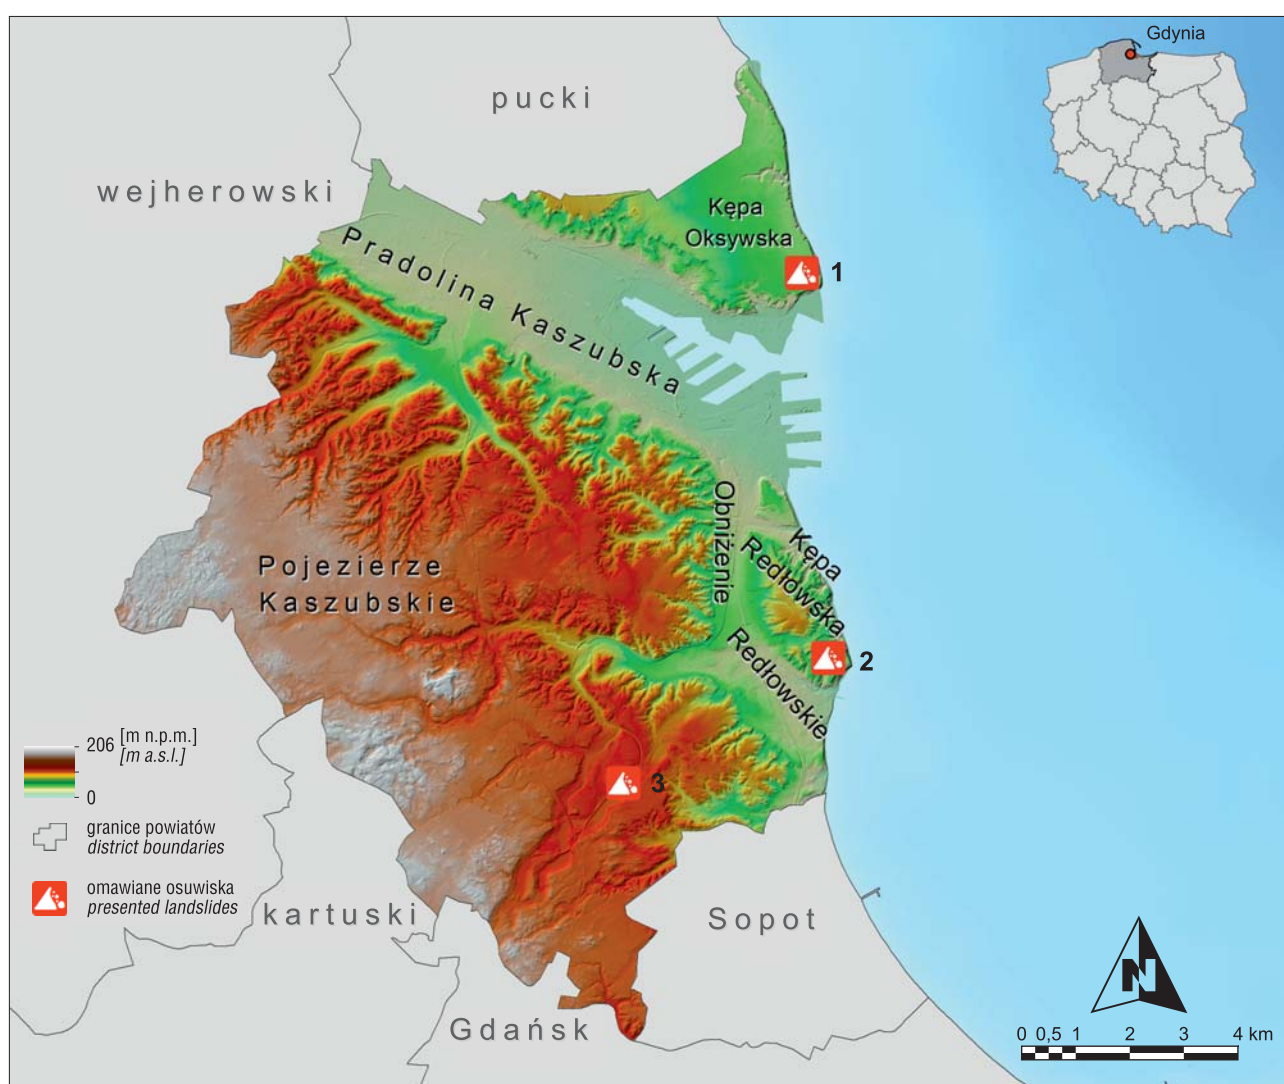 Gdynia
pucki
wejherowski
Kępa
Oksywska
1
Pradolina Kaszubska
Obniżenie
Redłowskie
Kępa
Redłowska
2
Pojezierze
Kaszubskie
3
206 [m n.p.m.]
[m a.s.l.]
0
granice powiatów
district boundaries
omawiane osuwiska
presented landslides
kartuski
Sopot
Gdańsk
N
0 0,5 1 2 3 4 km